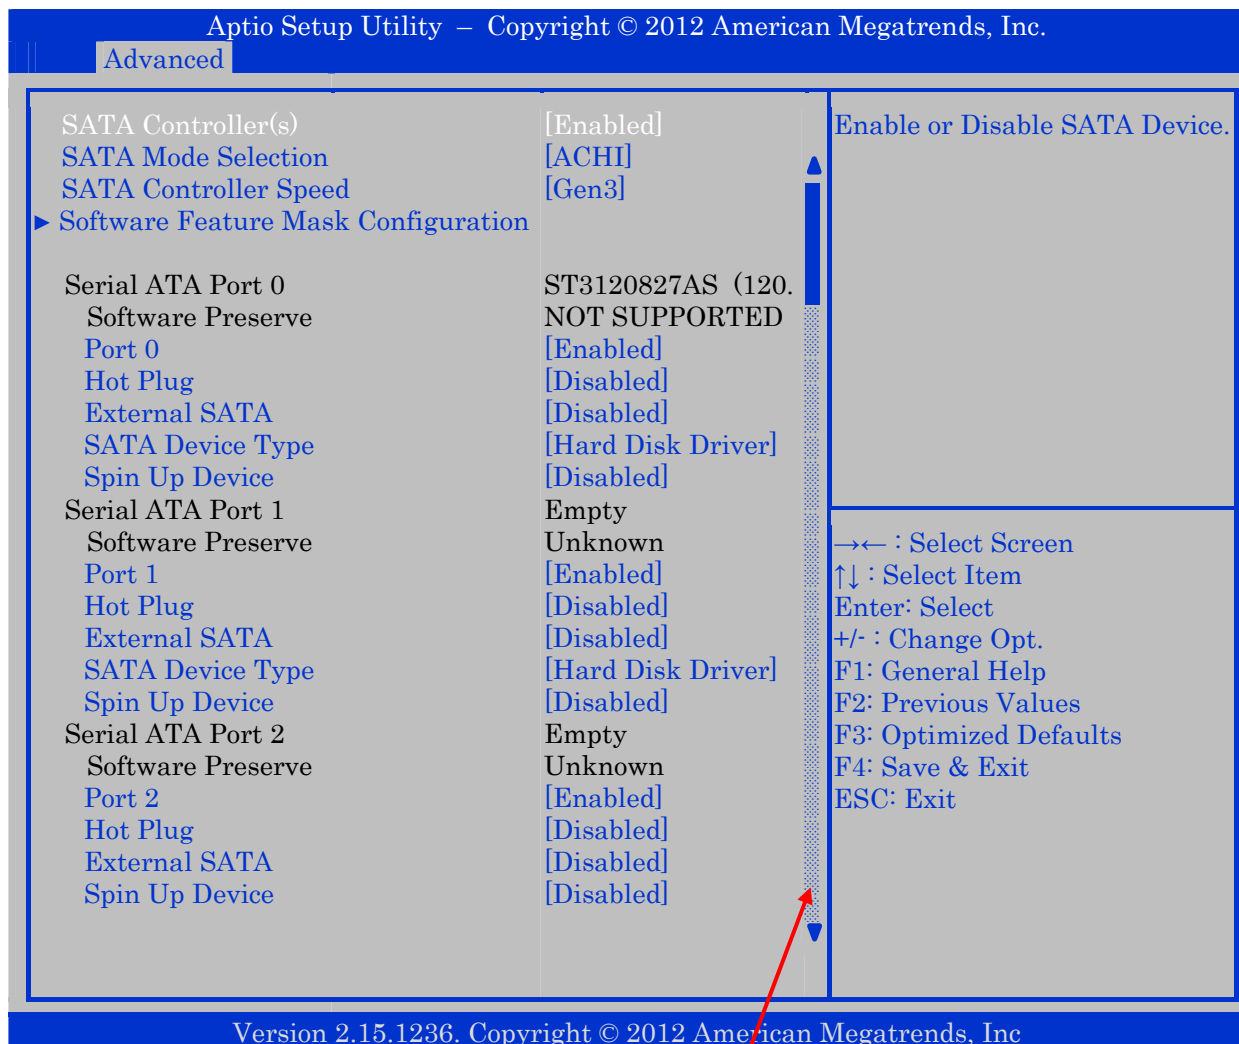 Aptio Setup Utility – Copyright © 2012 American Megatrends, Inc.
Advanced
SATA Controller(s) [Enabled]
SATA Mode Selection [ACHI]
SATA Controller Speed [Gen3]
► Software Feature Mask Configuration
Serial ATA Port 0 ST3120827AS (120.
Software Preserve NOT SUPPORTED
Port 0 [Enabled]
Hot Plug [Disabled]
External SATA [Disabled]
SATA Device Type [Hard Disk Driver]
Spin Up Device [Disabled]
Serial ATA Port 1 Empty
Software Preserve Unknown
Port 1 [Enabled]
Hot Plug [Disabled]
External SATA [Disabled]
SATA Device Type [Hard Disk Driver]
Spin Up Device [Disabled]
Serial ATA Port 2 Empty
Software Preserve Unknown
Port 2 [Enabled]
Hot Plug [Disabled]
External SATA [Disabled]
Spin Up Device [Disabled]
Enable or Disable SATA Device.
→← : Select Screen
↑↓ : Select Item
Enter: Select
+/- : Change Opt.
F1: General Help
F2: Previous Values
F3: Optimized Defaults
F4: Save & Exit
ESC: Exit
Version 2.15.1236. Copyright © 2012 American Megatrends, Inc